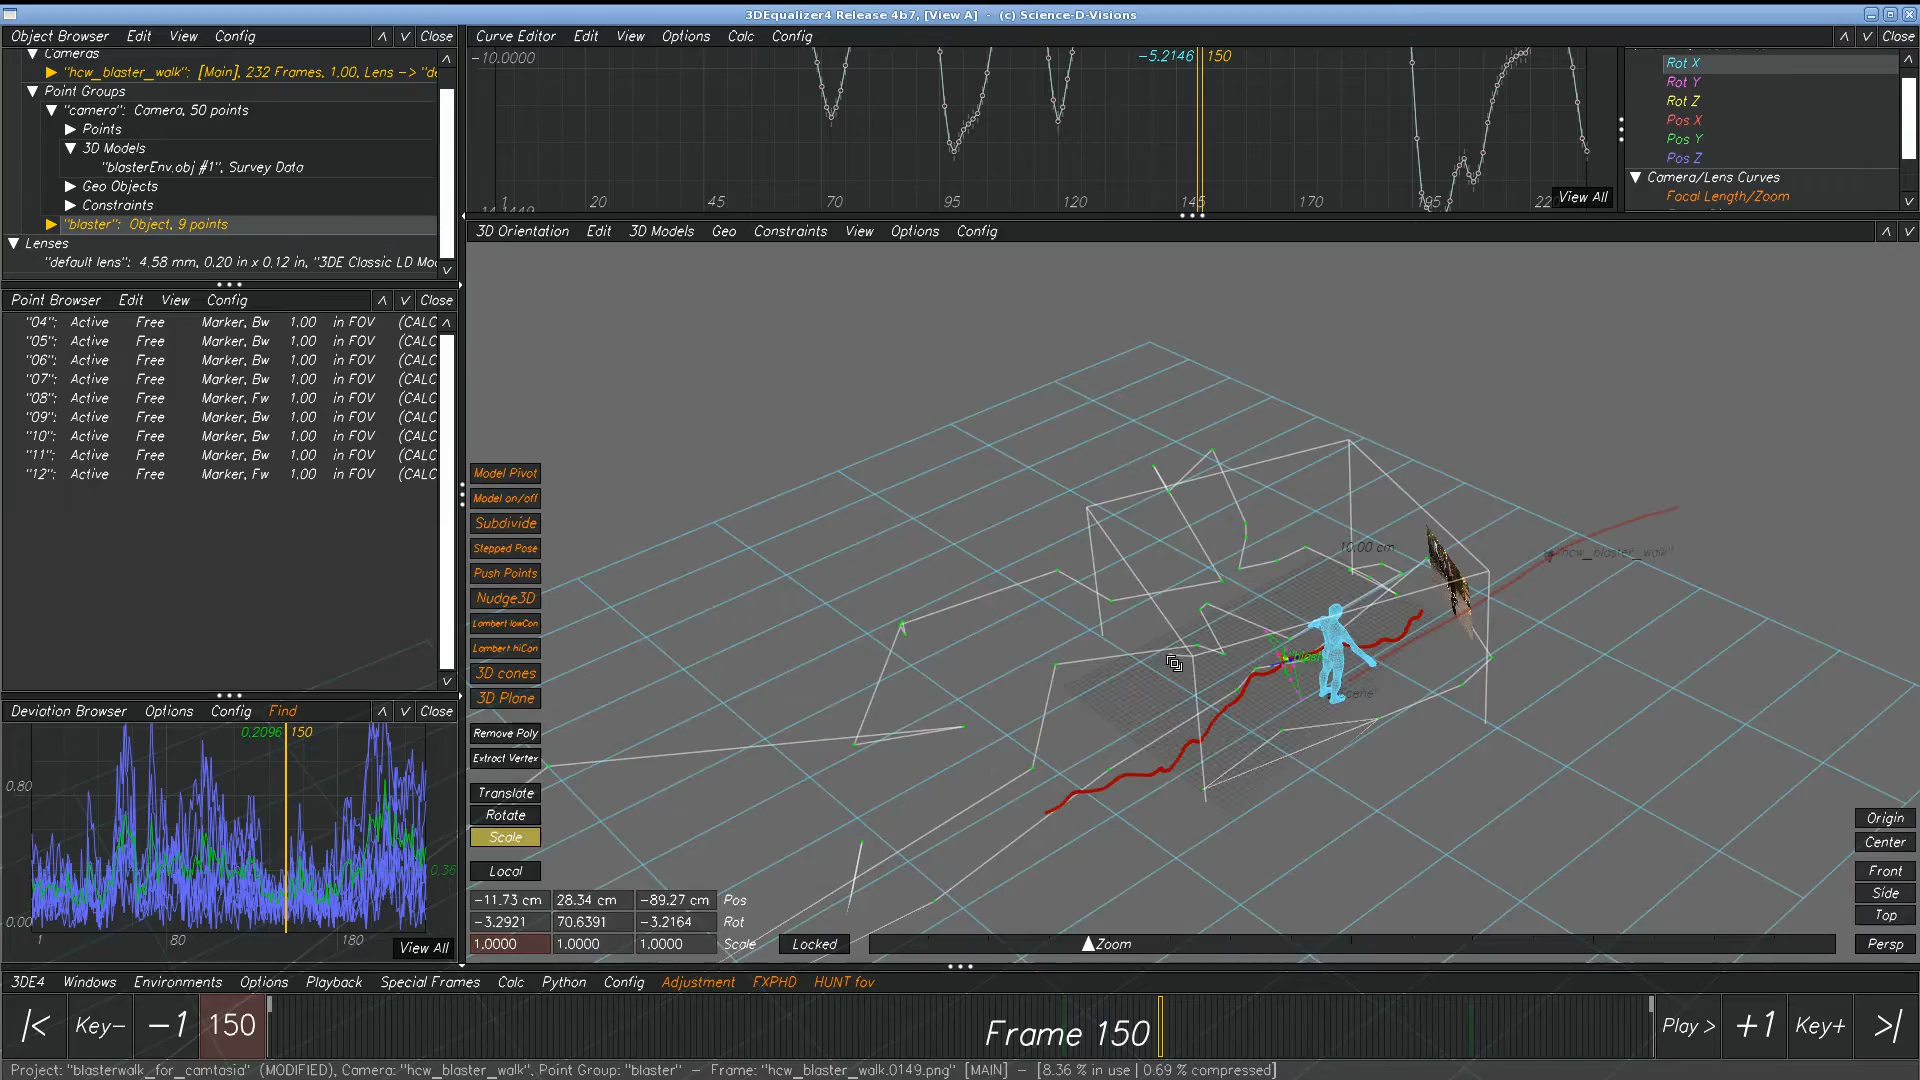 3DEqualizer4 Release 4b7, [View A]  -  (c) Science-D-Visions
Object Browser Edit View Config Close
Cameras
"hcw_blaster_walk": [Main], 232 Frames, 1.00, Lens -> "de
Point Groups
"camera": Camera, 50 points
Points
3D Models
"blasterEnv.obj #1", Survey Data
Geo Objects
Constraints
"blaster": Object, 9 points
Lenses
"default lens": 4.58 mm, 0.20 in x 0.12 in, "3DE Classic LD Mod
Point Browser Edit View Config Close
"04": Active Free Marker, Bw 1.00 in FOV (CALC
"05": Active Free Marker, Bw 1.00 in FOV (CALC
"06": Active Free Marker, Bw 1.00 in FOV (CALC
"07": Active Free Marker, Bw 1.00 in FOV (CALC
"08": Active Free Marker, Fw 1.00 in FOV (CALC
"09": Active Free Marker, Bw 1.00 in FOV (CALC
"10": Active Free Marker, Bw 1.00 in FOV (CALC
"11": Active Free Marker, Bw 1.00 in FOV (CALC
"12": Active Free Marker, Fw 1.00 in FOV (CALC
Deviation Browser Options Config Find Close
0.2096 150
0.80
0.36
0.00
1 80 180
View All
Curve Editor Edit View Options Calc Config Close
-10.0000
-5.2146 150
1 20 45 70 95 120 145 170 195 220
View All
Rot X
Rot Y
Rot Z
Pos X
Pos Y
Pos Z
Camera/Lens Curves
Focal Length/Zoom
3D Orientation Edit 3D Models Geo Constraints View Options Config
Model Pivot
Model on/off
Subdivide
Stepped Pose
Push Points
Nudge3D
Lambert lowCon
Lambert hiCon
3D cones
3D Plane
Remove Poly
Extract Vertex
Translate
Rotate
Scale
Local
10.00 cm
"hcw_blaster_walk"
-11.73 cm 28.34 cm -89.27 cm Pos
-3.2921 70.6391 -3.2164 Rot
1.0000 1.0000 1.0000 Scale Locked Zoom
Origin
Center
Front
Side
Top
Persp
3DE4 Windows Environments Options Playback Special Frames Calc Python Config Adjustment FXPHD HUNT fov
|< Key- -1 150 Frame 150 Play > +1 Key+ >|
Project: "blasterwalk_for_camtasia" (MODIFIED), Camera: "hcw_blaster_walk", Point Group: "blaster" - Frame: "hcw_blaster_walk.0149.png" [MAIN] - [8.36 % in use | 0.69 % compressed]